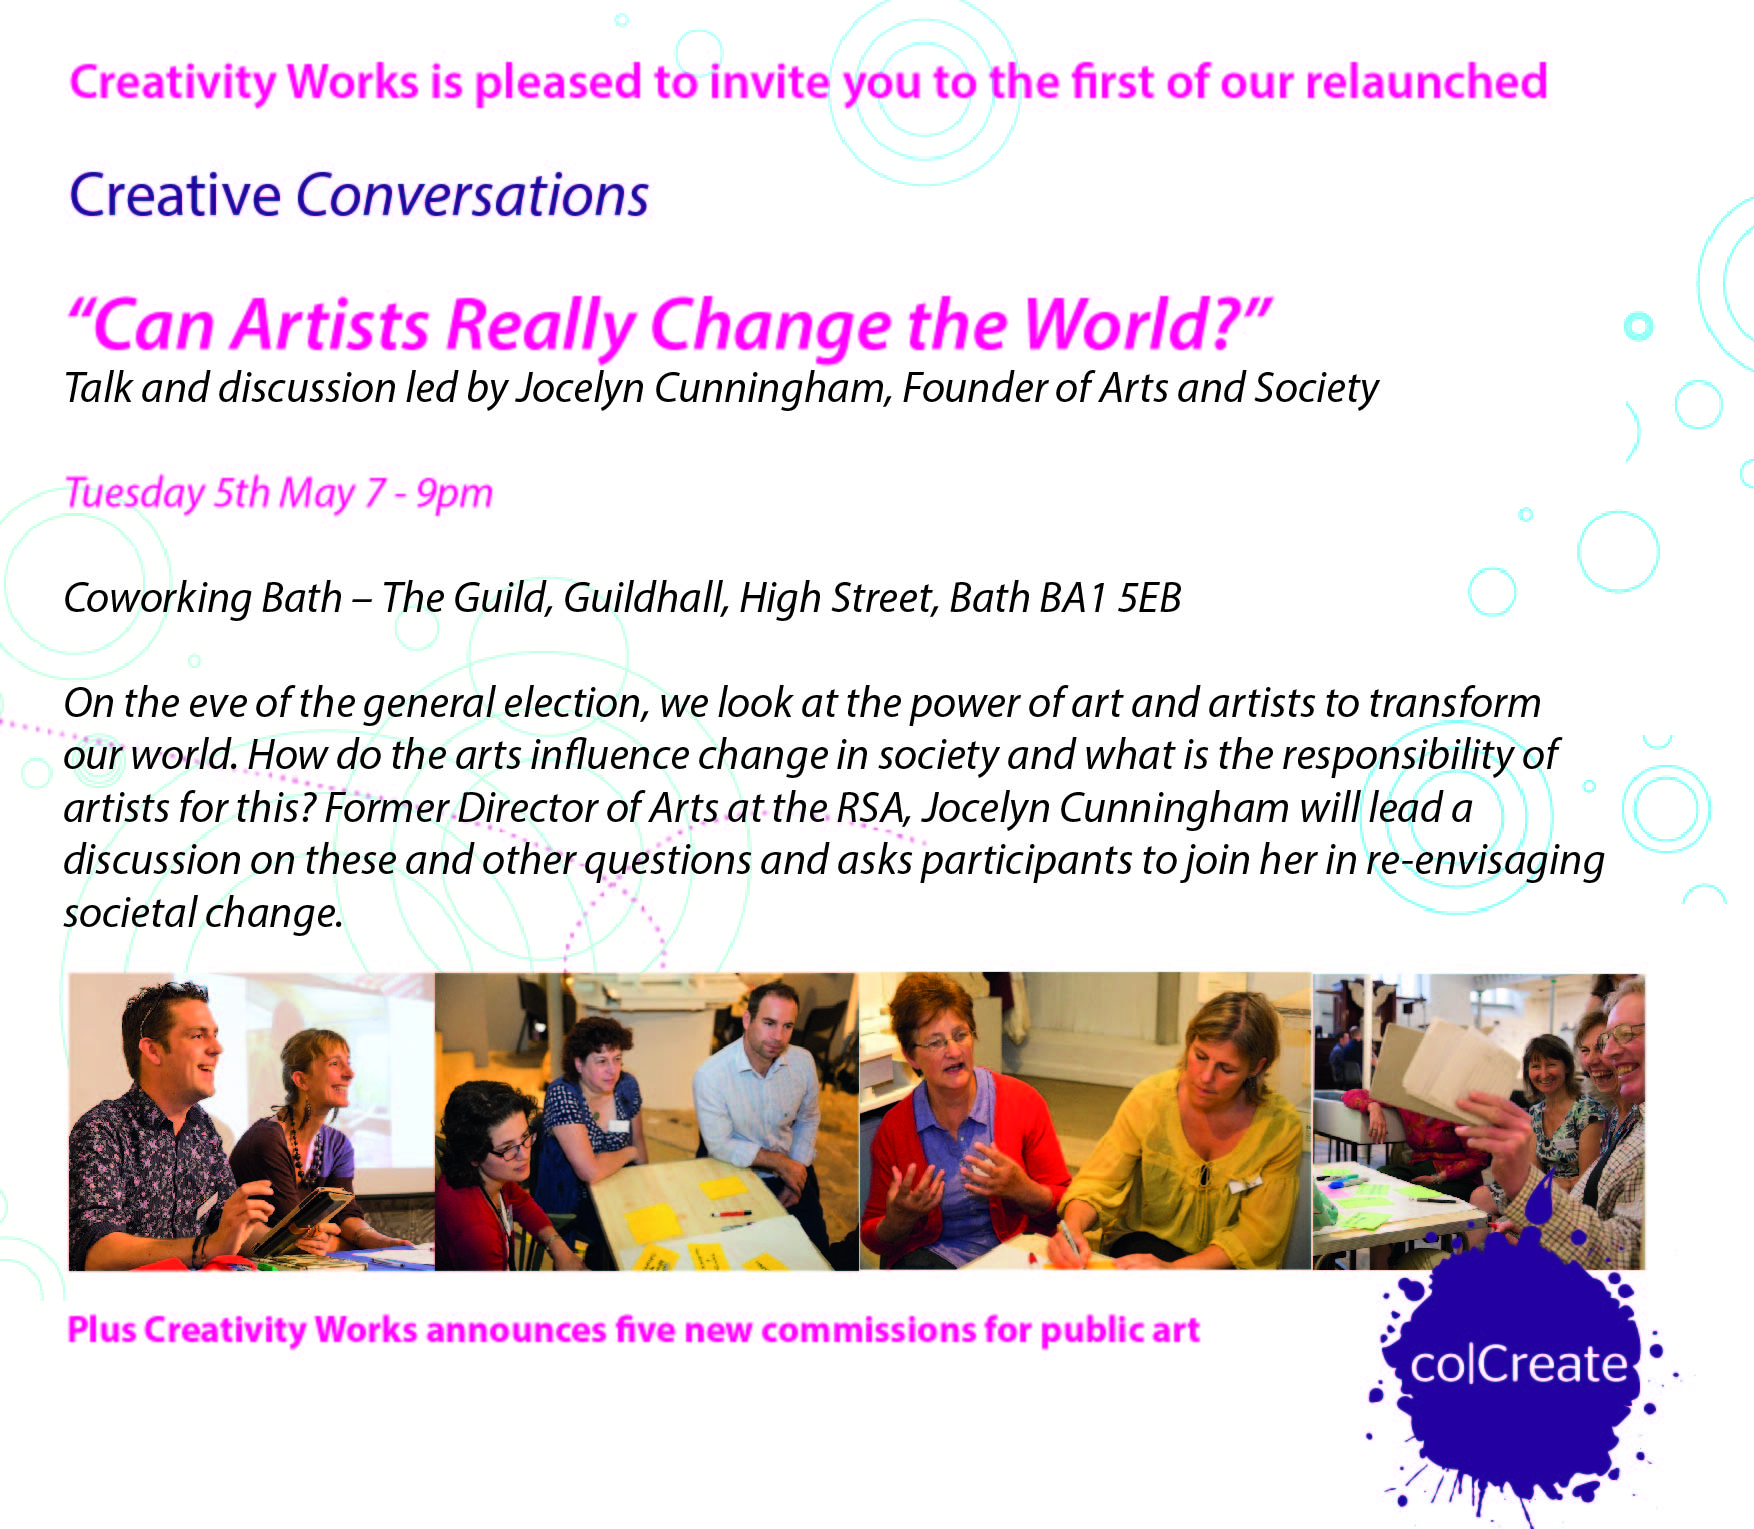 Creativity Works is pleased to invite you to the first of our relaunched
Creative Conversations
“Can Artists Really Change the World?”
Talk and discussion led by Jocelyn Cunningham, Founder of Arts and Society
Tuesday 5th May 7 - 9pm
Coworking Bath – The Guild, Guildhall, High Street, Bath BA1 5EB
On the eve of the general election, we look at the power of art and artists to transform
our world. How do the arts influence change in society and what is the responsibility of
artists for this? Former Director of Arts at the RSA, Jocelyn Cunningham will lead a
discussion on these and other questions and asks participants to join her in re-envisaging
societal change.
Plus Creativity Works announces five new commissions for public art
co|Create